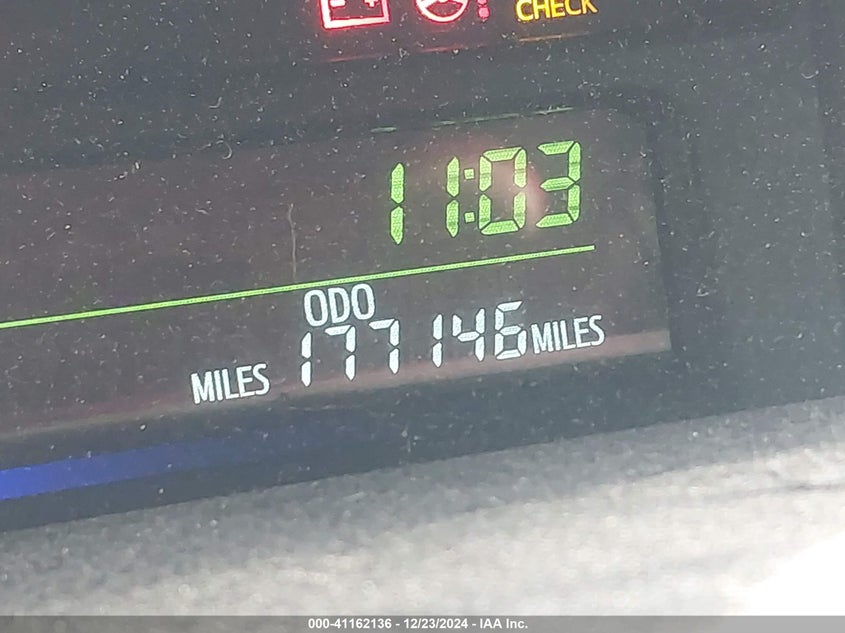 CHECK
11:03
ODO
MILES 177146 MILES
000-41162136 - 12/23/2024 - IAA Inc.